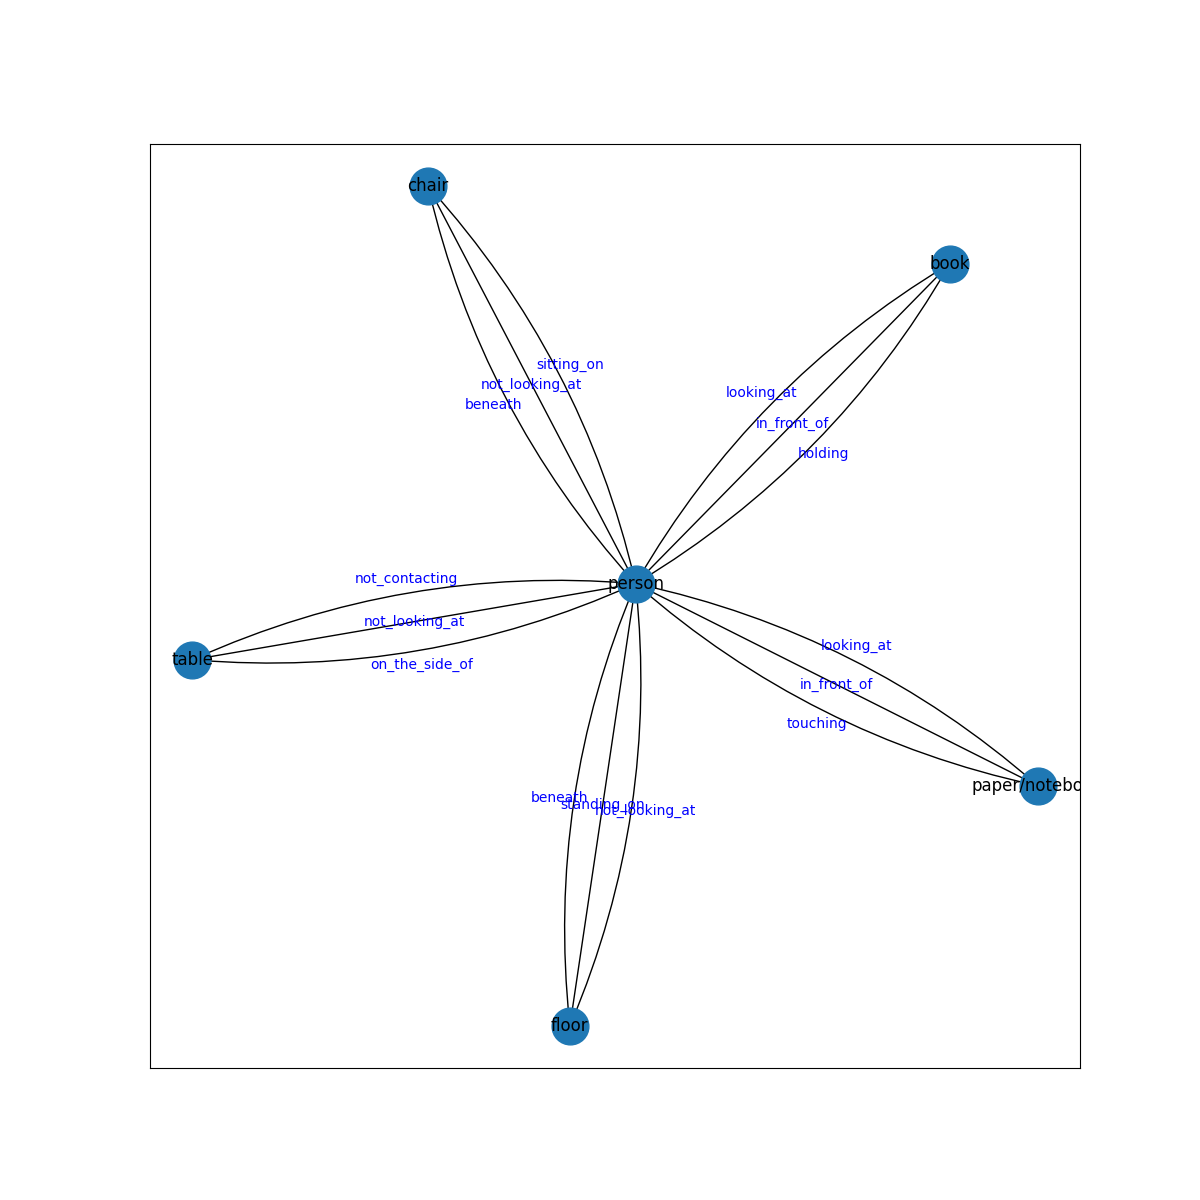 chair
book
sitting_on
not_looking_at
beneath
looking_at
in_front_of
holding
not_contacting
person
not_looking_at
looking_at
table
on_the_side_of
in_front_of
touching
paper/notebo
beneath
standing_on
not_looking_at
floor